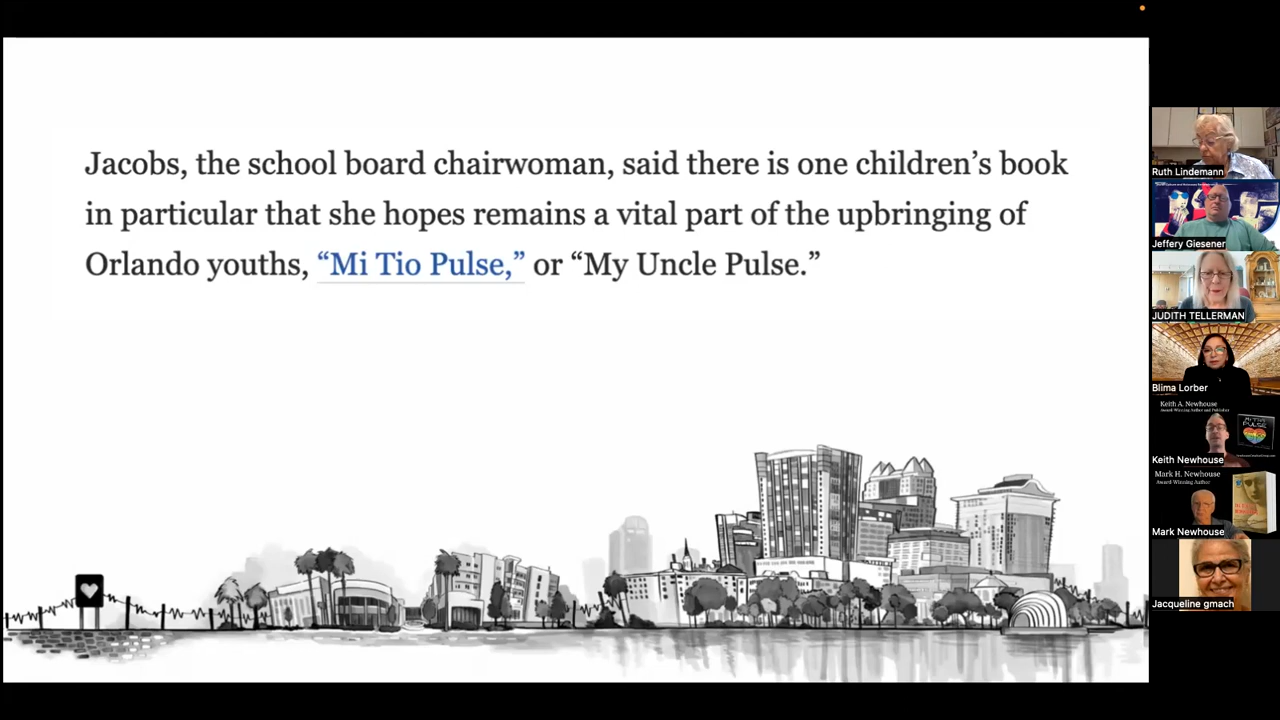 Jacobs, the school board chairwoman, said there is one children’s book
in particular that she hopes remains a vital part of the upbringing of
Orlando youths, “Mi Tio Pulse,” or “My Uncle Pulse.”
Ruth Lindemann
Jeffery Giesener
JUDITH TELLERMAN
Blima Lorber
Keith A. Newhouse
Award-Winning Author and Publisher
MI TIO
PULSE
Keith Newhouse
Mark H. Newhouse
Award-Winning Author
Mark Newhouse
Jacqueline gmach